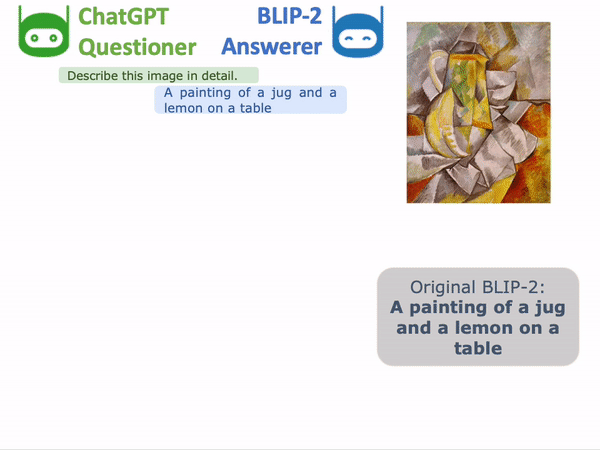 ChatGPT
Questioner
BLIP-2
Answerer
Describe this image in detail.
A painting of a jug and a
lemon on a table
Original BLIP-2:
A painting of a jug
and a lemon on a
table